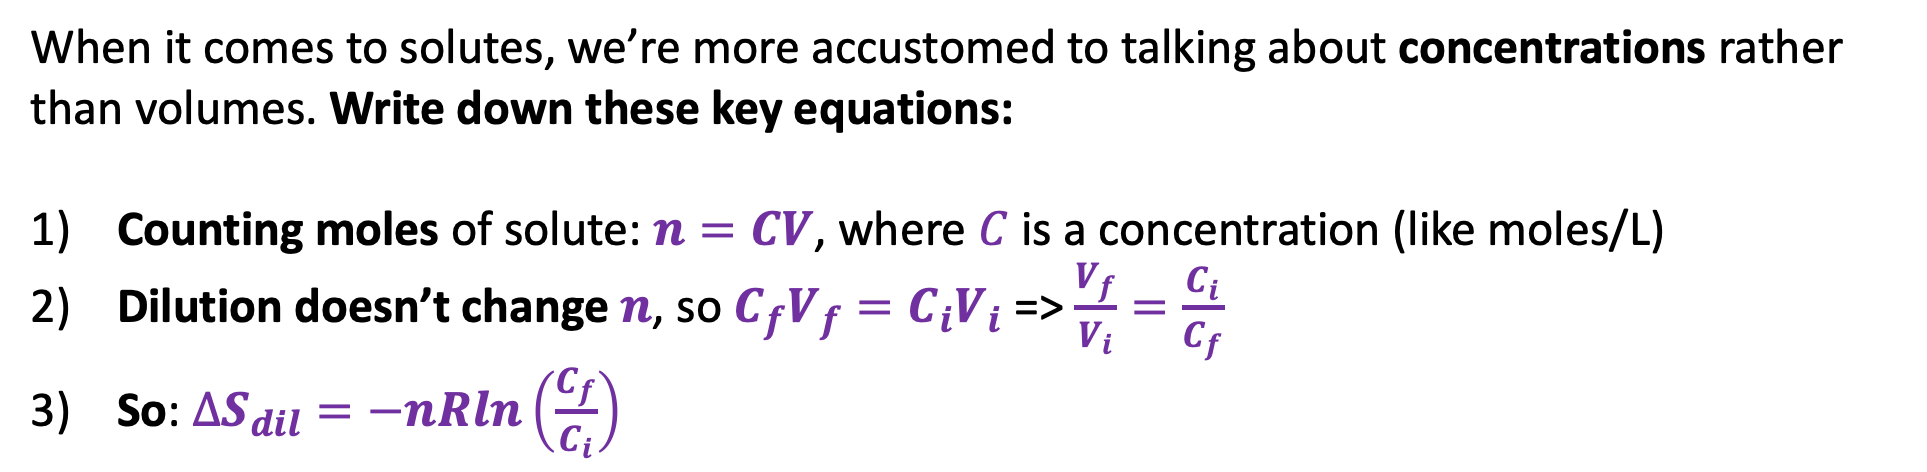 When it comes to solutes, we’re more accustomed to talking about concentrations rather
than volumes. Write down these key equations:
1) Counting moles of solute: n = CV, where C is a concentration (like moles/L)
2) Dilution doesn’t change n, so C_f V_f = C_i V_i => V_f/V_i = C_i/C_f
3) So: ΔS_dil = −nRln(C_f/C_i)